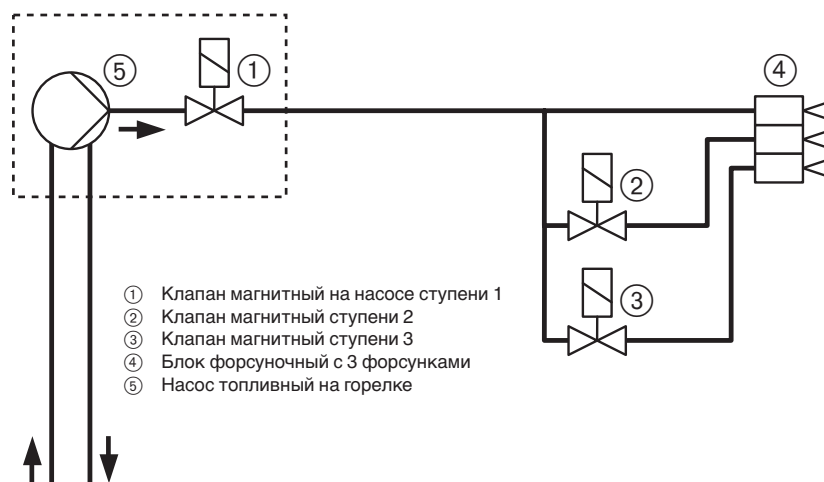 ⑤
①
④
②
③
① Клапан магнитный на насосе ступени 1
② Клапан магнитный ступени 2
③ Клапан магнитный ступени 3
④ Блок форсуночный с 3 форсунками
⑤ Насос топливный на горелке